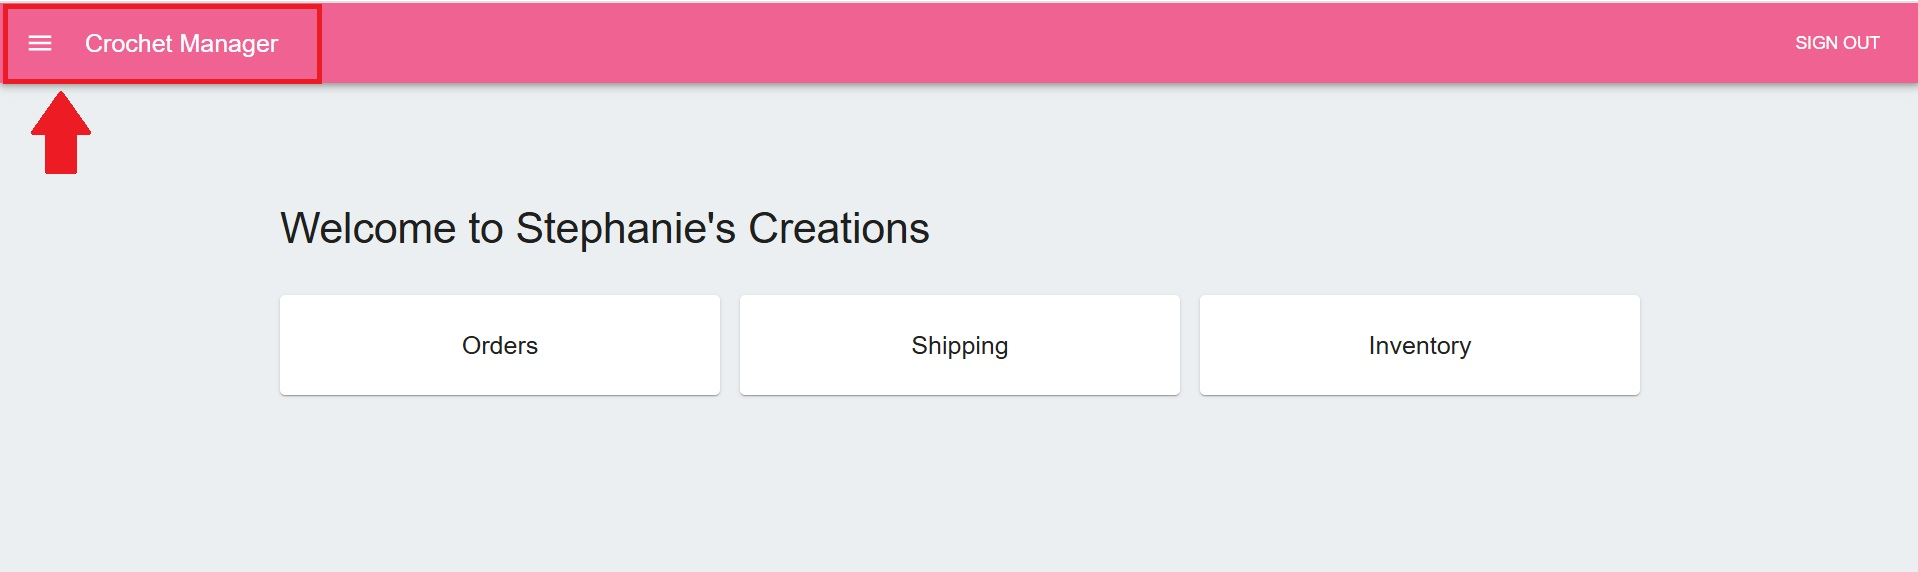 Crochet Manager
SIGN OUT
Welcome to Stephanie's Creations
Orders
Shipping
Inventory